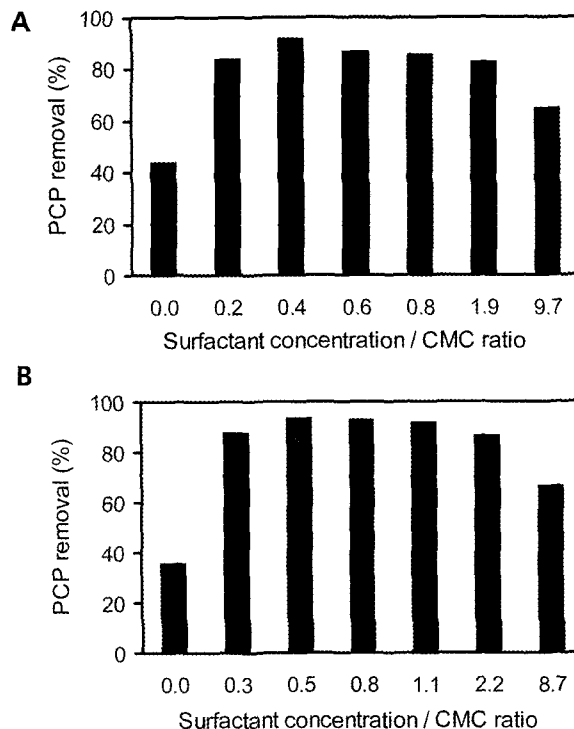 A
PCP removal (%)
100
80
60
40
20
0
0.0 0.2 0.4 0.6 0.8 1.9 9.7
Surfactant concentration / CMC ratio
B
PCP removal (%)
100
80
60
40
20
0
0.0 0.3 0.5 0.8 1.1 2.2 8.7
Surfactant concentration / CMC ratio